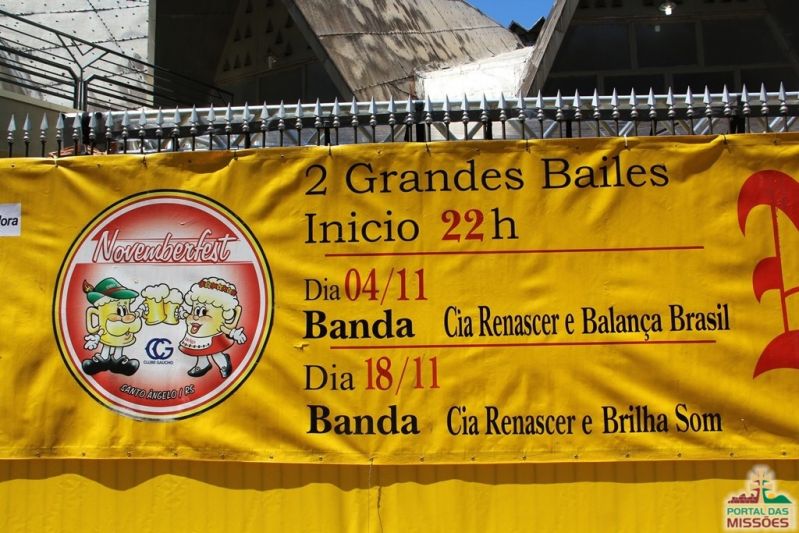 dora
2 Grandes Bailes
Inicio 22h
Dia 04/11
Banda Cia Renascer e Balança Brasil
Dia 18/11
Banda Cia Renascer e Brilha Som
Novemberfest
CG
CLUBE GAÚCHO
SANTO ÂNGELO / RS
PORTAL DAS
MISSÕES